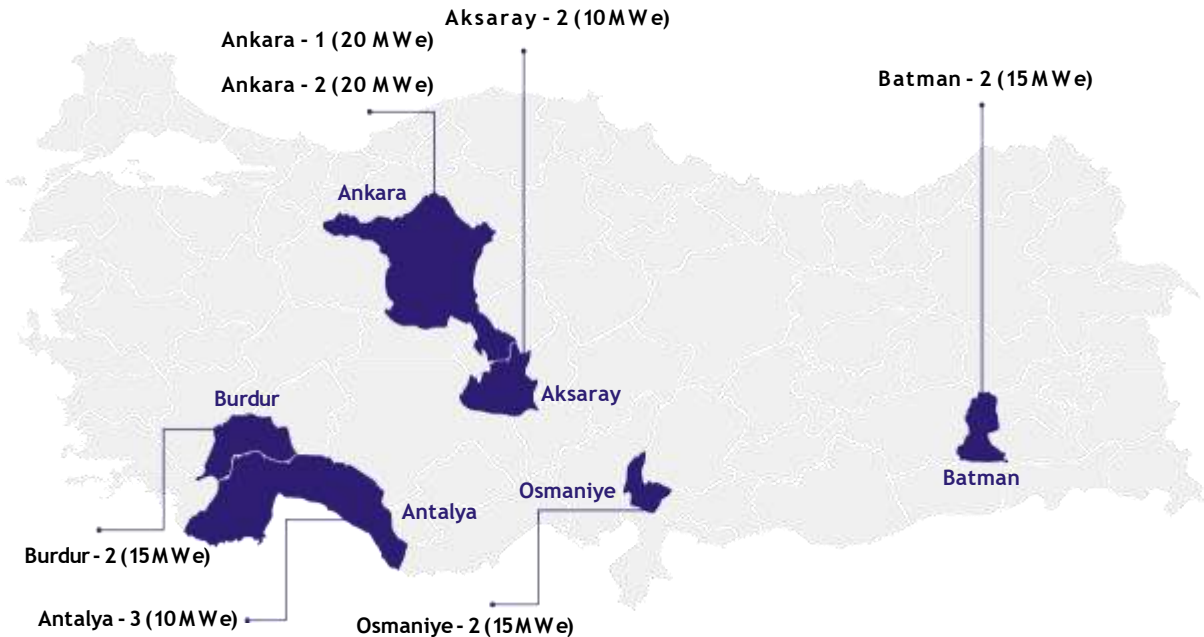 Aksaray - 2 (10MWe)
Ankara - 1 (20 MWe)
Ankara - 2 (20 MWe)
Batman - 2 (15MWe)
Ankara
Aksaray
Burdur
Osmaniye
Batman
Antalya
Burdur - 2 (15MWe)
Antalya - 3 (10MWe)
Osmaniye - 2 (15MWe)